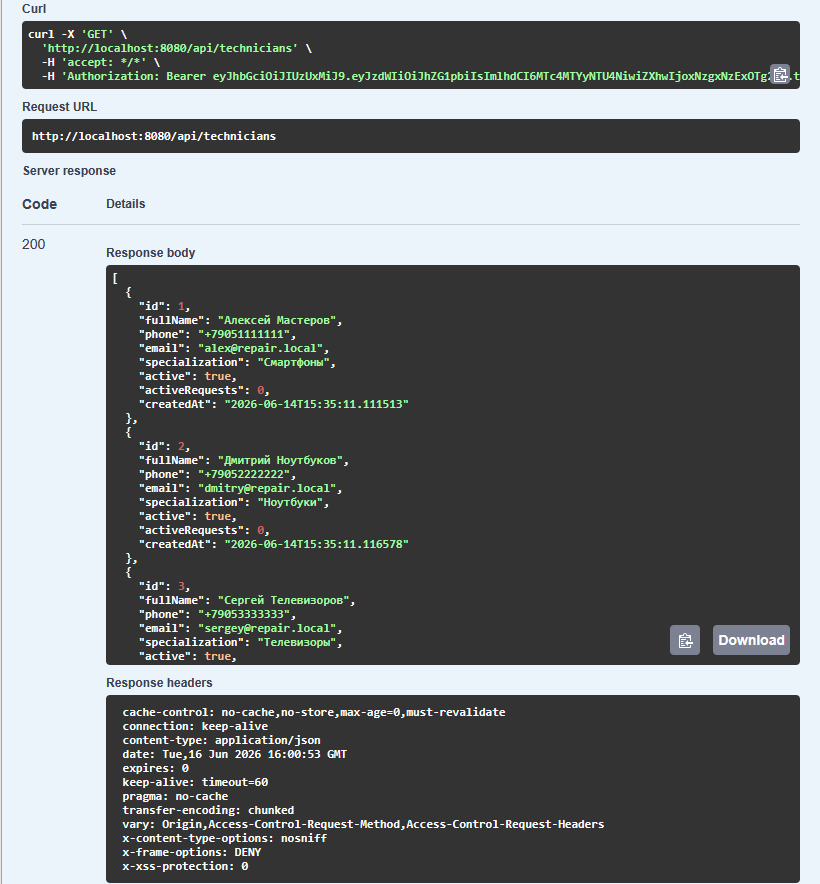 Curl
curl -X 'GET' \
'http://localhost:8080/api/technicians' \
-H 'accept: */*' \
-H 'Authorization: Bearer
Request URL
http://localhost:8080/api/technicians
Server response
Code Details
200
Response body
[
{
"id": 1,
"fullName": "Алексей Мастеров",
"phone": "+79051111111",
"email": "alex@repair.local",
"specialization": "Смартфоны",
"active": true,
"activeRequests": 0,
"createdAt": "2026-06-14T15:35:11.111513"
},
{
"id": 2,
"fullName": "Дмитрий Ноутбуков",
"phone": "+79052222222",
"email": "dmitry@repair.local",
"specialization": "Ноутбуки",
"active": true,
"activeRequests": 0,
"createdAt": "2026-06-14T15:35:11.116578"
},
{
"id": 3,
"fullName": "Сергей Телевизоров",
"phone": "+79053333333",
"email": "sergey@repair.local",
"specialization": "Телевизоры",
"active": true,
Download
Response headers
cache-control: no-cache,no-store,max-age=0,must-revalidate
connection: keep-alive
content-type: application/json
date: Tue,16 Jun 2026 16:00:53 GMT
expires: 0
keep-alive: timeout=60
pragma: no-cache
transfer-encoding: chunked
vary: Origin,Access-Control-Request-Method,Access-Control-Request-Headers
x-content-type-options: nosniff
x-frame-options: DENY
x-xss-protection: 0